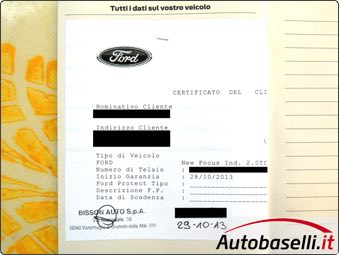 Tutti i dati sul vostro veicolo
Ford
CERTIFICATO DEL CLI
Nominativo Cliente
Indirizzo Cliente
Tipo di Veicolo
FORD New Focus Ind. 2.0TD
Numero di Telaio :
Inizio Garanzia : 28/10/2013
Ford Protect Tipo :
Descrizione F.P. :
Data di Scadenza :
BISSON AUTO S.p.A.
29-10-13
Autobaselli.it